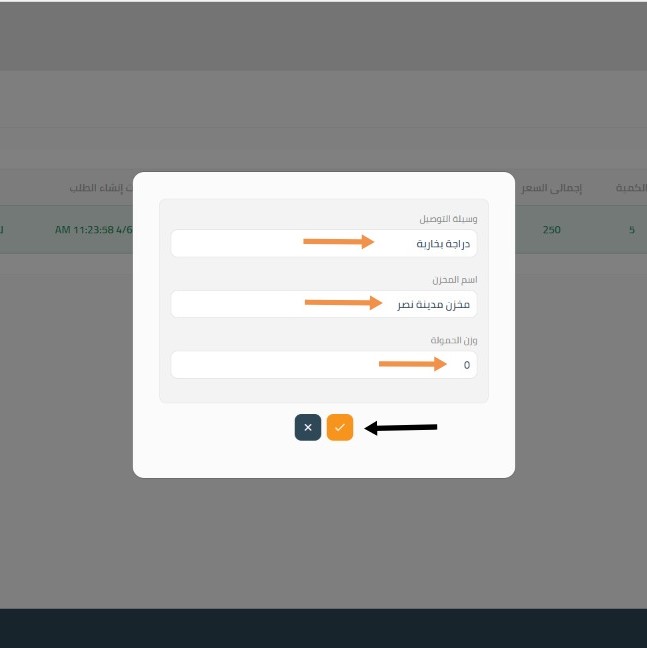 الكمية
إجمالى السعر
ت إنشاء الطلب
5
250
AM 11:23:58 4/6
وسيلة التوصيل
دراجة بخارية
اسم المخزن
مخزن مدينة نصر
وزن الحمولة
0